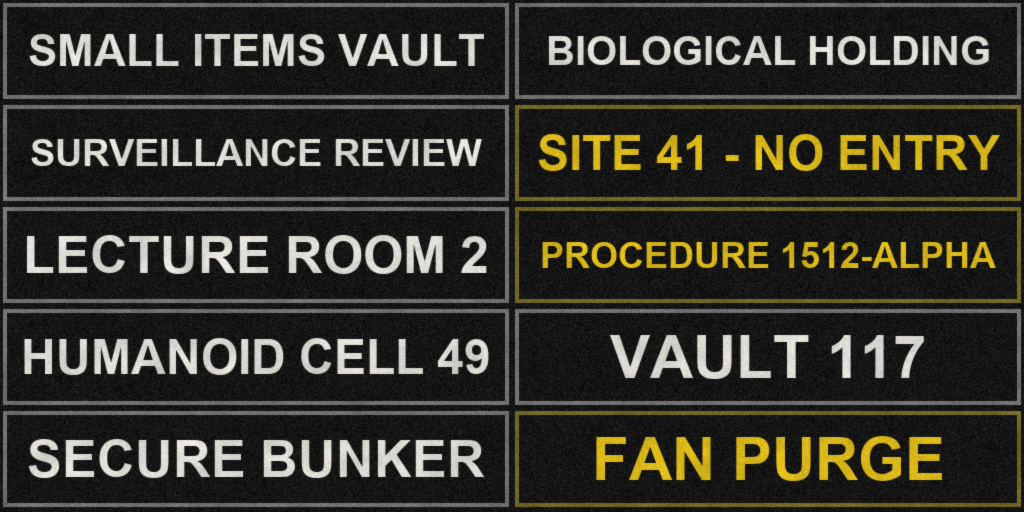 SMALL ITEMS VAULT
BIOLOGICAL HOLDING
SURVEILLANCE REVIEW
SITE 41 - NO ENTRY
LECTURE ROOM 2
PROCEDURE 1512-ALPHA
HUMANOID CELL 49
VAULT 117
SECURE BUNKER
FAN PURGE